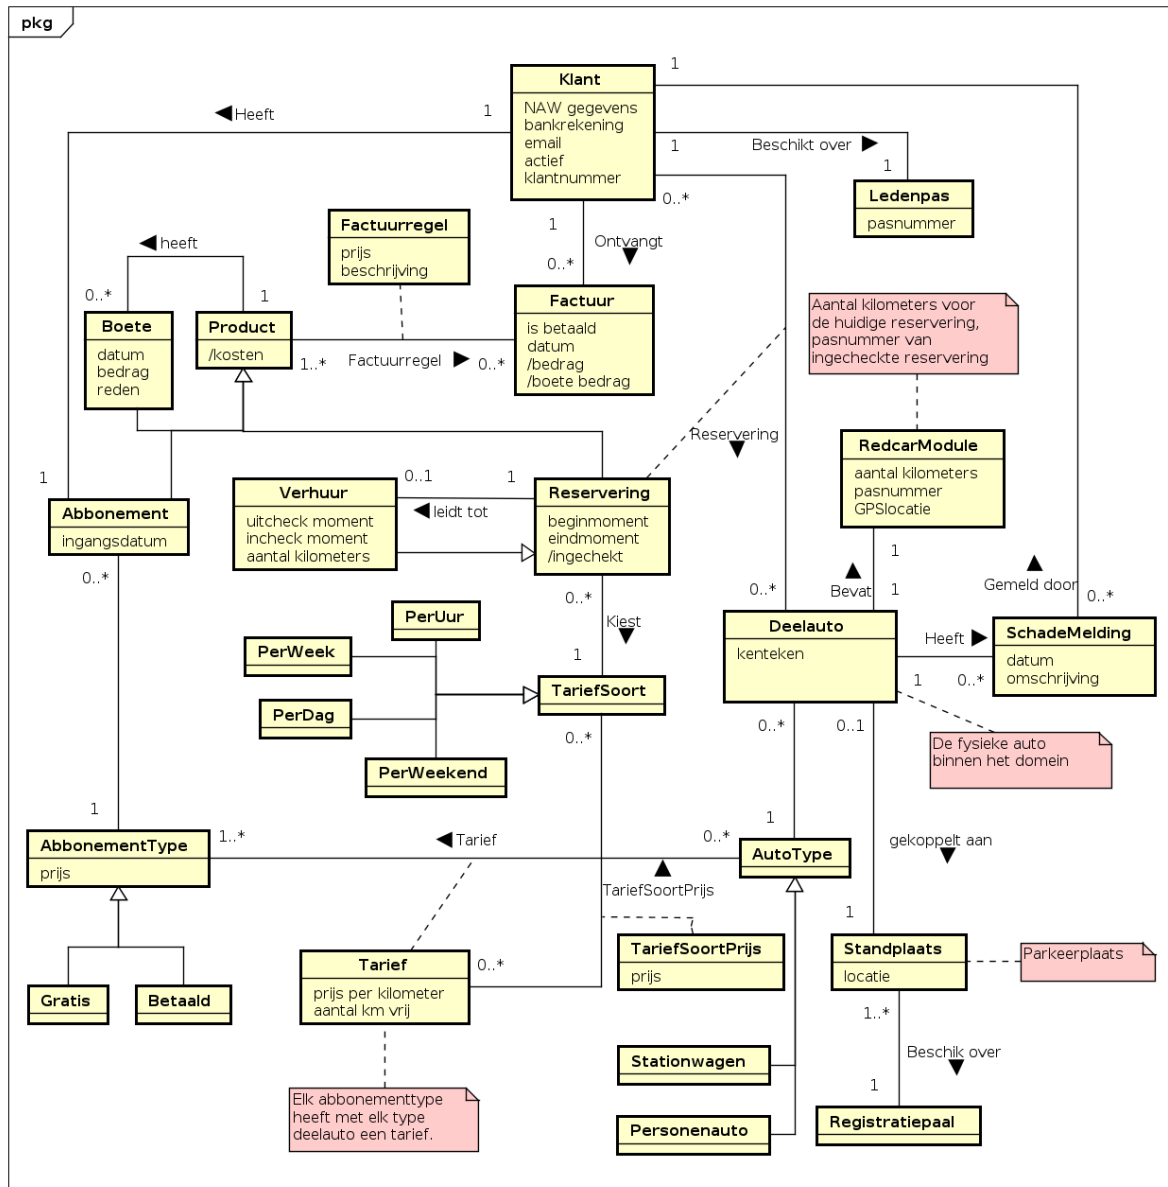 pkg
Klant
NAW gegevens
bankrekening
email
actief
klantnummer
1
1
Heeft
1
Beschikt over
1
Ledenpas
pasnummer
0..*
Factuurregel
prijs
beschrijving
1
Ontvangt
0..*
heeft
0..*
1
Boete
datum
bedrag
reden
Product
/kosten
1..*
Factuurregel
0..*
Factuur
is betaald
datum
/bedrag
/boete bedrag
Aantal kilometers voor
de huidige reservering,
pasnummer van
ingecheckte reservering
Reservering
RedcarModule
aantal kilometers
pasnummer
GPSlocatie
1
Abbonement
ingangsdatum
0..*
Verhuur
uitcheck moment
incheck moment
aantal kilometers
0..1
1
leidt tot
Reservering
beginmoment
eindmoment
/ingechekt
0..*
Kiest
1
1
Bevat
1
0..*
Gemeld door
0..*
PerUur
PerWeek
PerDag
PerWeekend
TariefSoort
0..*
Deelauto
kenteken
Heeft
1
0..*
SchadeMelding
datum
omschrijving
0..*
0..1
De fysieke auto
binnen het domein
1
AbbonementType
prijs
1..*
Tarief
0..*
1
AutoType
TariefSoortPrijs
gekoppelt aan
1
Gratis
Betaald
Tarief
prijs per kilometer
aantal km vrij
0..*
TariefSoortPrijs
prijs
Standplaats
locatie
Parkeerplaats
1..*
Beschik over
1
Registratiepaal
Stationwagen
Personenauto
Elk abbonementtype
heeft met elk type
deelauto een tarief.